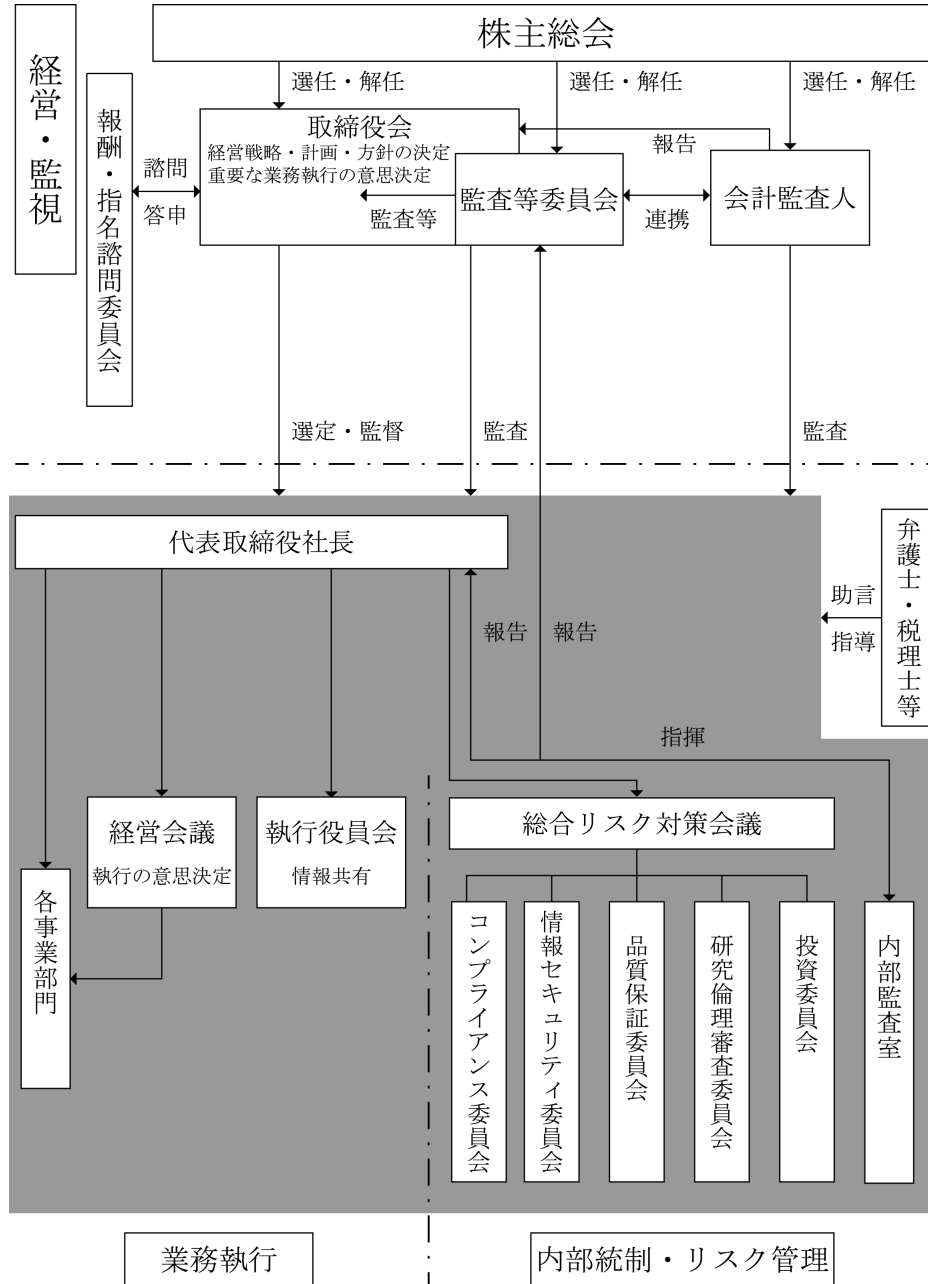 株主総会
経営・監視
選任・解任
選任・解任
選任・解任
報酬・指名諮問委員会
諮問
答申
取締役会
経営戦略・計画・方針の決定
重要な業務執行の意思決定
監査等
監査等委員会
報告
連携
会計監査人
選定・監督
監査
監査
代表取締役社長
弁護士・税理士等
助言
指導
報告
報告
指揮
経営会議
執行の意思決定
執行役員会
情報共有
総合リスク対策会議
各事業部門
コンプライアンス委員会
情報セキュリティ委員会
品質保証委員会
研究倫理審査委員会
投資委員会
内部監査室
業務執行
内部統制・リスク管理